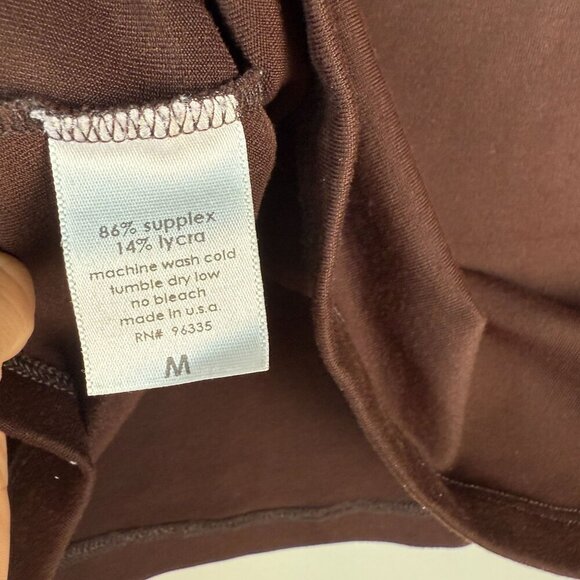 86% supplex
14% lycra
machine wash cold
tumble dry low
no bleach
made in u.s.a.
RN# 96335
M